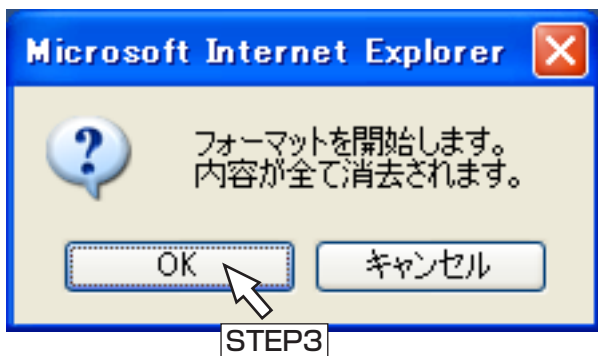 Microsoft Internet Explorer
フォーマットを開始します。
内容が全て消去されます。
OK
キャンセル
STEP3